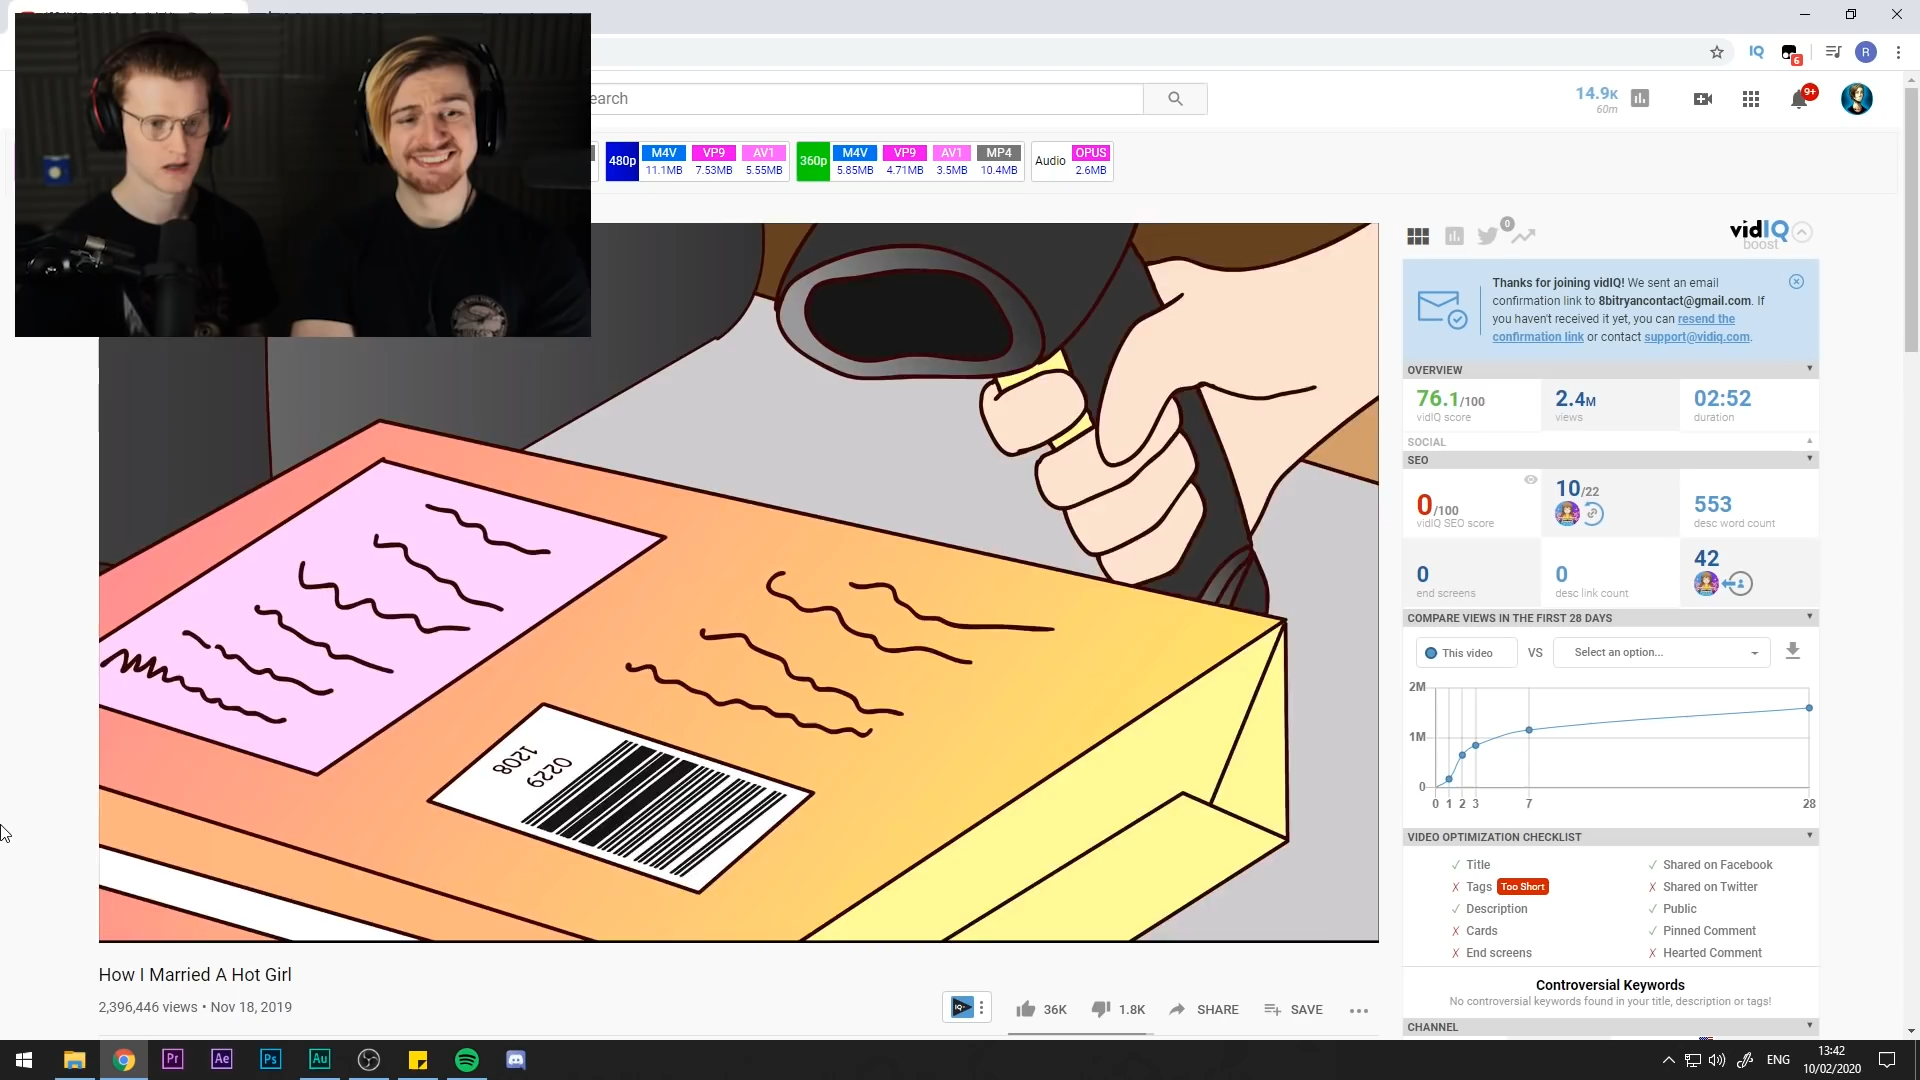 R
6
earch
14.9K
60m
9+
480p
M4V
11.1MB
VP9
7.53MB
AV1
5.55MB
360p
M4V
5.85MB
VP9
4.71MB
AV1
3.5MB
MP4
10.4MB
Audio
OPUS
2.6MB
0
vidIQ
boost
Thanks for joining vidIQ! We sent an email
confirmation link to 8bitryancontact@gmail.com. If
you haven't received it yet, you can resend the
confirmation link or contact support@vidiq.com.
OVERVIEW
76.1/100
vidIQ score
2.4M
views
02:52
duration
SOCIAL
SEO
0/100
vidIQ SEO score
10/22
553
desc word count
0
end screens
0
desc link count
42
COMPARE VIEWS IN THE FIRST 28 DAYS
This video
VS
Select an option...
2M
1M
0
0 1 2 3 7 28
VIDEO OPTIMIZATION CHECKLIST
Title
Shared on Facebook
Tags Too Short
Shared on Twitter
Description
Public
Cards
Pinned Comment
End screens
Hearted Comment
Controversial Keywords
No controversial keywords found in your title, description or tags!
CHANNEL
0229
1208
How I Married A Hot Girl
2,396,446 views • Nov 18, 2019
36K
1.8K
SHARE
SAVE
Pr
Ae
Ps
Au
ENG
13:42
10/02/2020